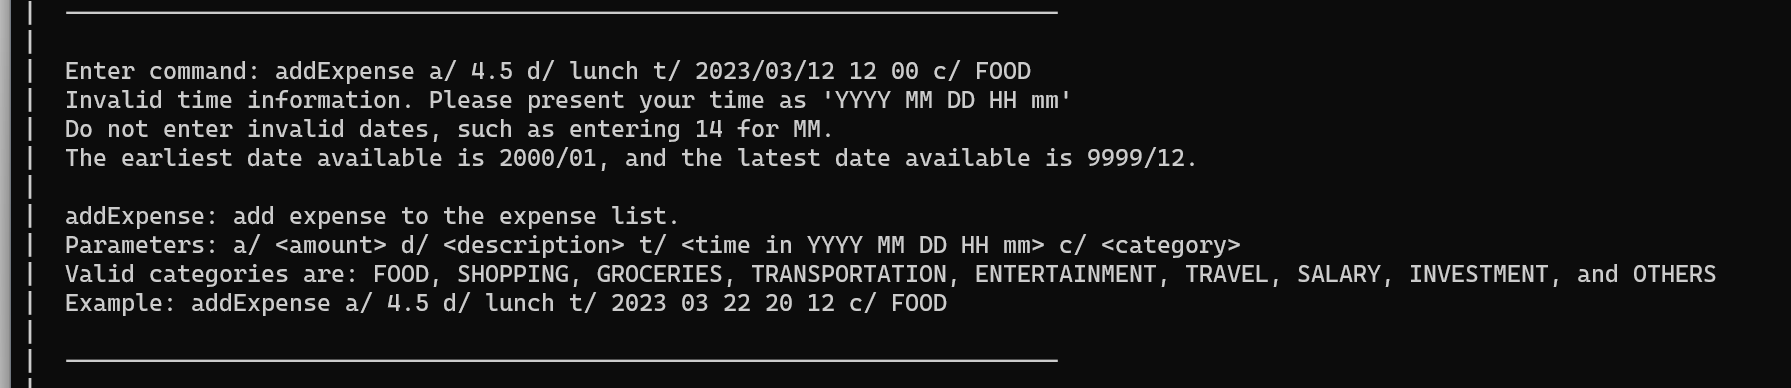 Enter command: addExpense a/ 4.5 d/ lunch t/ 2023/03/12 12 00 c/ FOOD
Invalid time information. Please present your time as 'YYYY MM DD HH mm'
Do not enter invalid dates, such as entering 14 for MM.
The earliest date available is 2000/01, and the latest date available is 9999/12.
addExpense: add expense to the expense list.
Parameters: a/ <amount> d/ <description> t/ <time in YYYY MM DD HH mm> c/ <category>
Valid categories are: FOOD, SHOPPING, GROCERIES, TRANSPORTATION, ENTERTAINMENT, TRAVEL, SALARY, INVESTMENT, and OTHERS
Example: addExpense a/ 4.5 d/ lunch t/ 2023 03 22 20 12 c/ FOOD